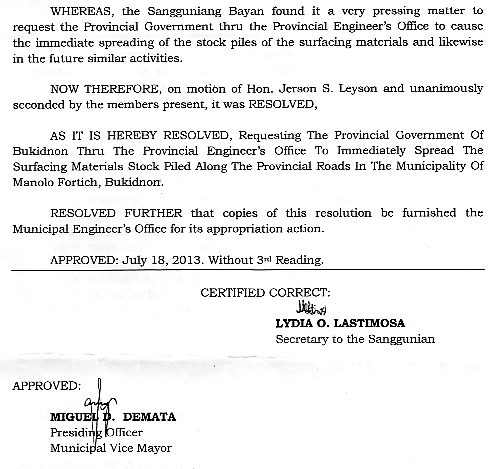 WHEREAS, the Sangguniang Bayan found it a very pressing matter to
request the Provincial Government thru the Provincial Engineer's Office to cause
the immediate spreading of the stock piles of the surfacing materials and likewise
in the future similar activities.
NOW THEREFORE, on motion of Hon. Jerson S. Leyson and unanimously
seconded by the members present, it was RESOLVED,
AS IT IS HEREBY RESOLVED, Requesting The Provincial Government Of
Bukidnon Thru The Provincial Engineer's Office To Immediately Spread The
Surfacing Materials Stock Piled Along The Provincial Roads In The Municipality Of
Manolo Fortich, Bukidnon.
RESOLVED FURTHER that copies of this resolution be furnished the
Municipal Engineer's Office for its appropriation action.
APPROVED: July 18, 2013. Without 3rd Reading.
CERTIFIED CORRECT:
LYDIA O. LASTIMOSA
Secretary to the Sanggunian
APPROVED:
MIGUEL D. DEMATA
Presiding Officer
Municipal Vice Mayor